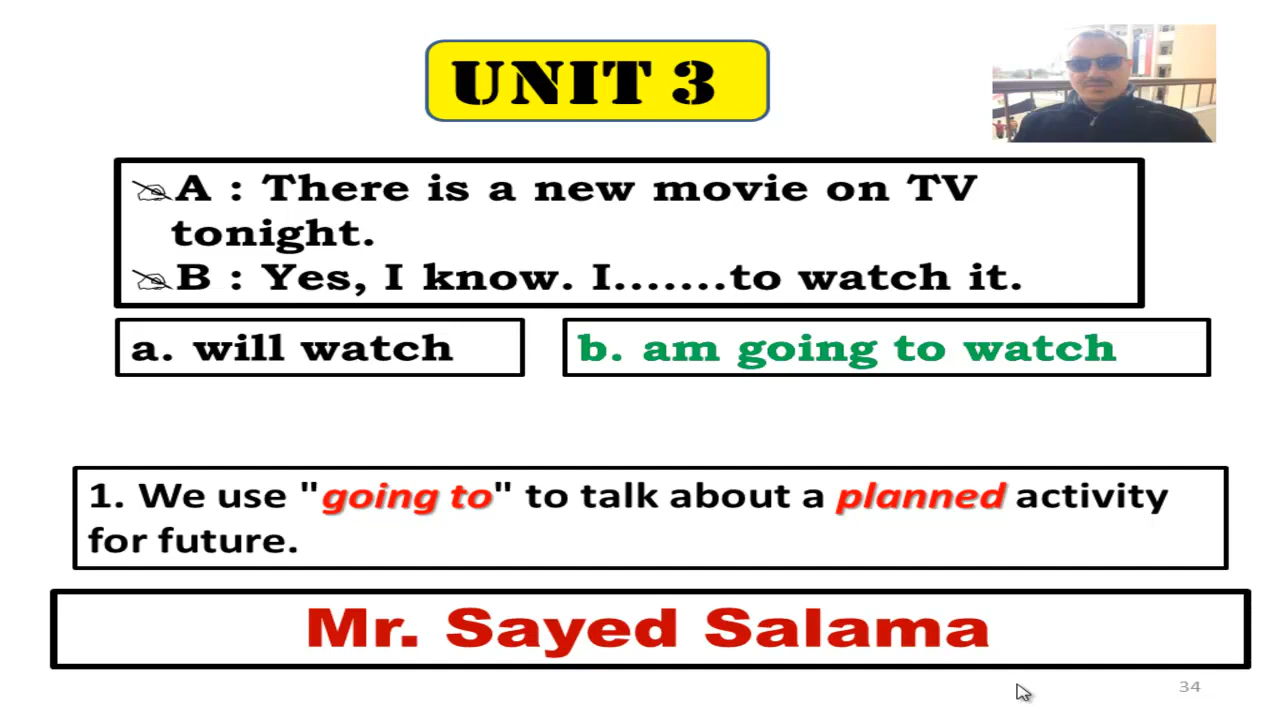 UNIT 3
A : There is a new movie on TV
tonight.
B : Yes, I know. I.......to watch it.
a. will watch
b. am going to watch
1. We use "going to" to talk about a planned activity
for future.
Mr. Sayed Salama
34